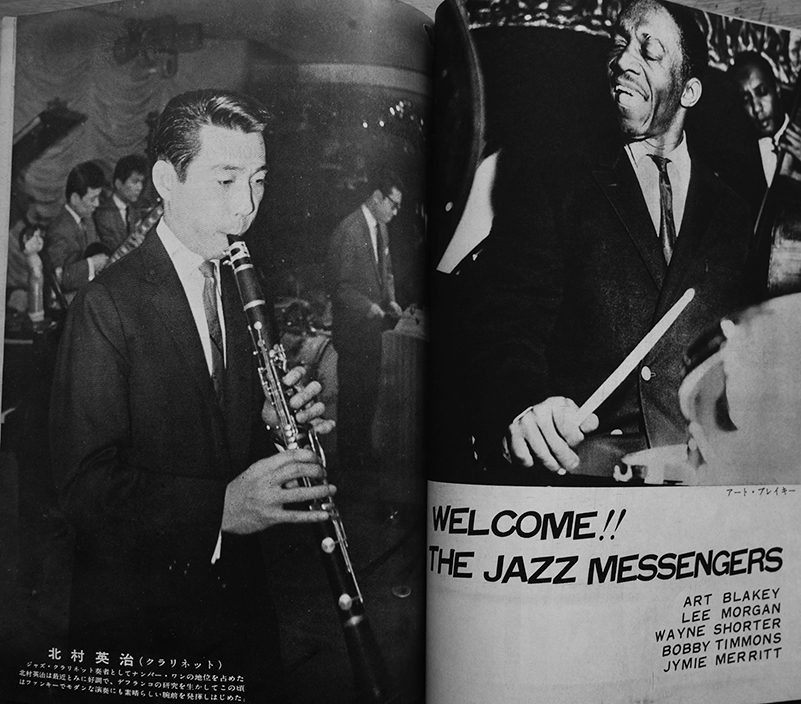 北村英治(クラリネット)
ジャズ・クラリネット奏者としてナンバー・ワンの地位を占めた
北村英治は最近とみに好調で、デフランコの研究を生かしてこの頃
はファンキーでモダンな演奏にも素晴らしい腕前を発揮しはじめた。
アート・ブレイキー
WELCOME!!
THE JAZZ MESSENGERS
ART BLAKEY
LEE MORGAN
WAYNE SHORTER
BOBBY TIMMONS
JYMIE MERRITT